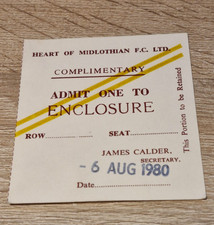 HEART OF MIDLOTHIAN F.C. LTD.
COMPLIMENTARY
ADMIT ONE TO
ENCLOSURE
ROW SEAT
JAMES CALDER,
SECRETARY,
- 6 AUG 1980
Date
This Portion to be Retained